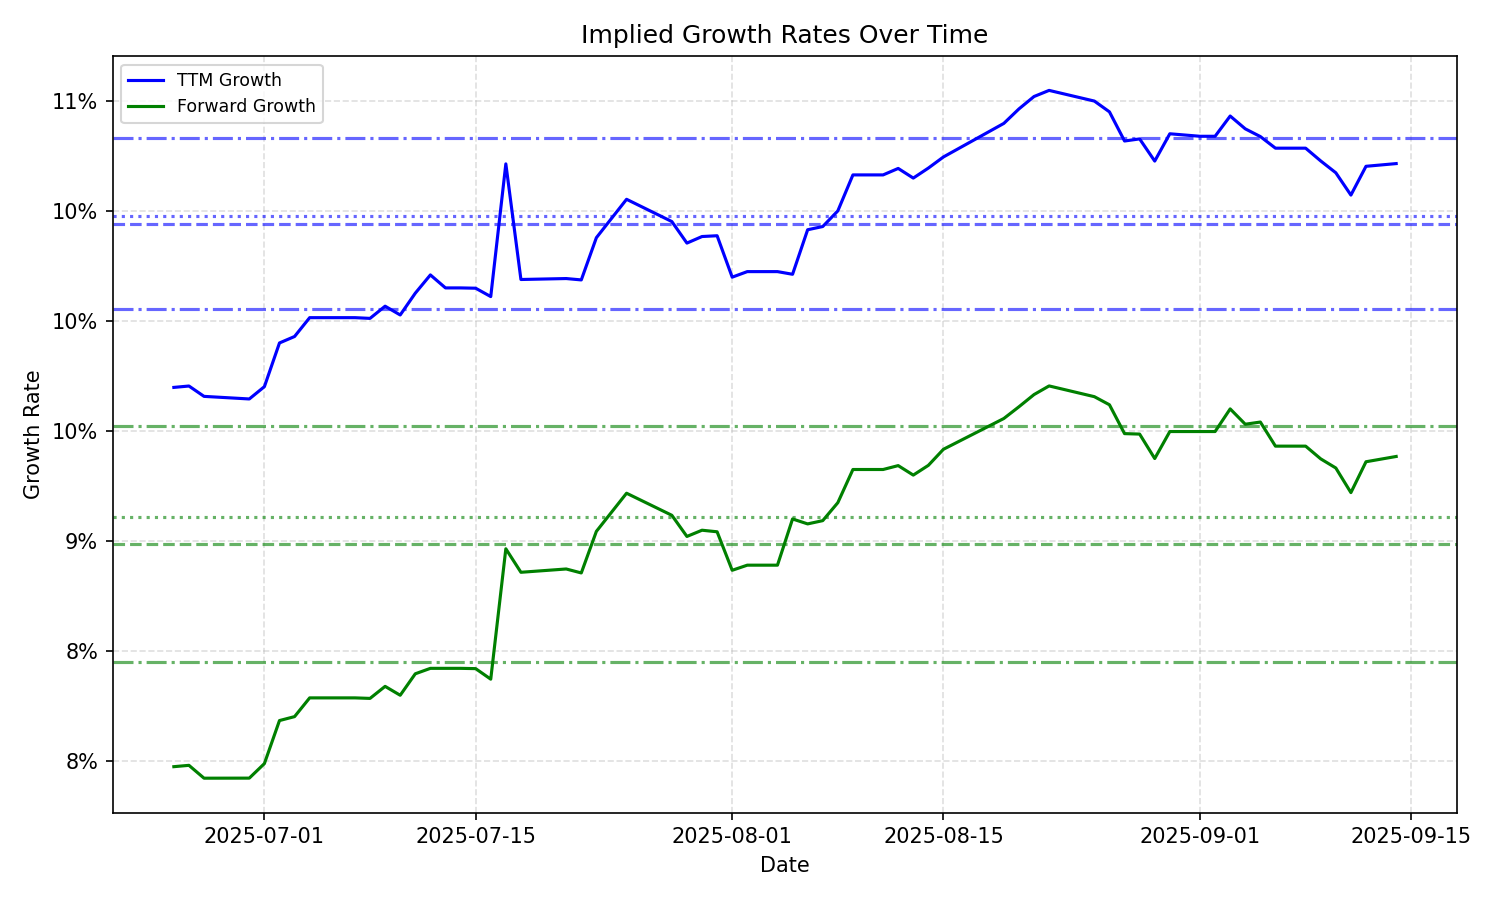 Implied Growth Rates Over Time
TTM Growth
Forward Growth
11%
10%
10%
10%
9%
8%
8%
Growth Rate
2025-07-01
2025-07-15
2025-08-01
2025-08-15
2025-09-01
2025-09-15
Date